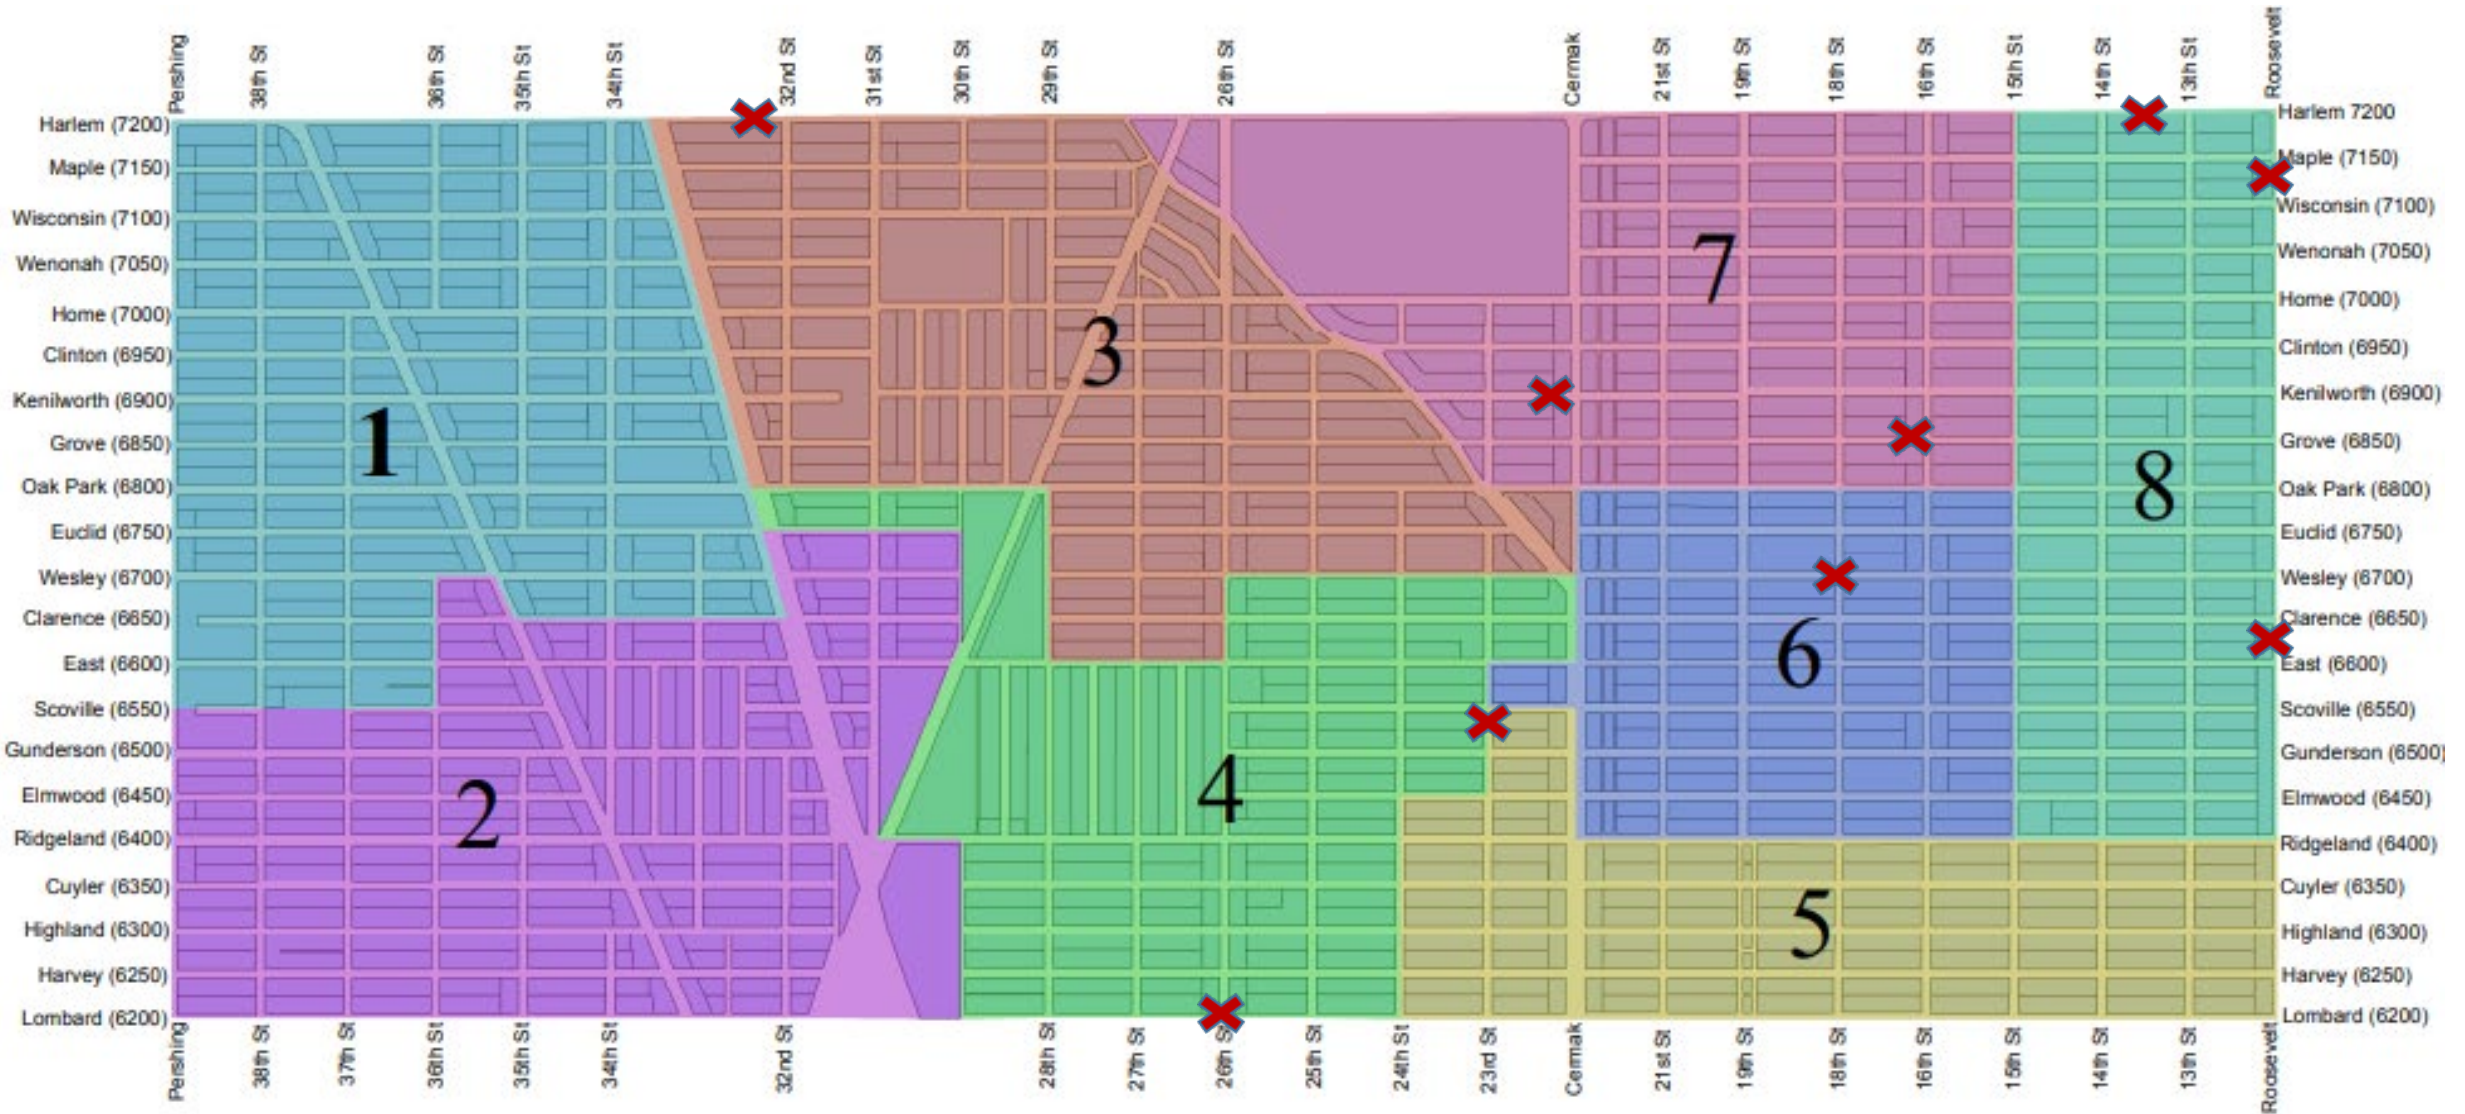 Pershing
38th St
36th St
35th St
34th St
32nd St
31st St
30th St
29th St
26th St
Cermak
21st St
19th St
18th St
16th St
15th St
14th St
13th St
Roosevelt
Harlem (7200)
Maple (7150)
Wisconsin (7100)
Wenonah (7050)
Home (7000)
Clinton (6950)
Kenilworth (6900)
Grove (6850)
Oak Park (6800)
Euclid (6750)
Wesley (6700)
Clarence (6650)
East (6600)
Scoville (6550)
Gunderson (6500)
Elmwood (6450)
Ridgeland (6400)
Cuyler (6350)
Highland (6300)
Harvey (6250)
Lombard (6200)
1
2
3
4
5
6
7
8
Harlem 7200
Maple (7150)
Wisconsin (7100)
Wenonah (7050)
Home (7000)
Clinton (6950)
Kenilworth (6900)
Grove (6850)
Oak Park (6800)
Euclid (6750)
Wesley (6700)
Clarence (6650)
East (6600)
Scoville (6550)
Gunderson (6500)
Elmwood (6450)
Ridgeland (6400)
Cuyler (6350)
Highland (6300)
Harvey (6250)
Lombard (6200)
Pershing
38th St
37th St
36th St
35th St
34th St
32nd St
28th St
27th St
26th St
25th St
24th St
23rd St
Cermak
21st St
19th St
18th St
16th St
15th St
14th St
13th St
Roosevelt